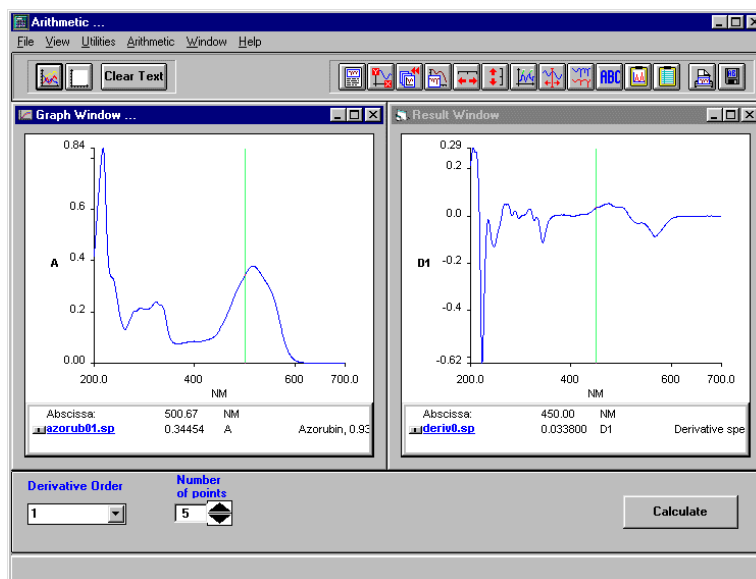 Arithmetic ...
File View Utilities Arithmetic Window Help
Clear Text
ABC
Graph Window ...
0.84
0.6
A
0.4
0.2
0.00
200.0 400 600 700.0
NM
Abscissa: 500.67 NM
azorub01.sp 0.34454 A Azorubin, 0.93
Result Window
0.29
0.2
0.0
D1
-0.2
-0.4
-0.62
200.0 400 600 700.0
NM
Abscissa: 450.00 NM
deriv0.sp 0.033800 D1 Derivative spe
Derivative Order
1
Number
of points
5
Calculate